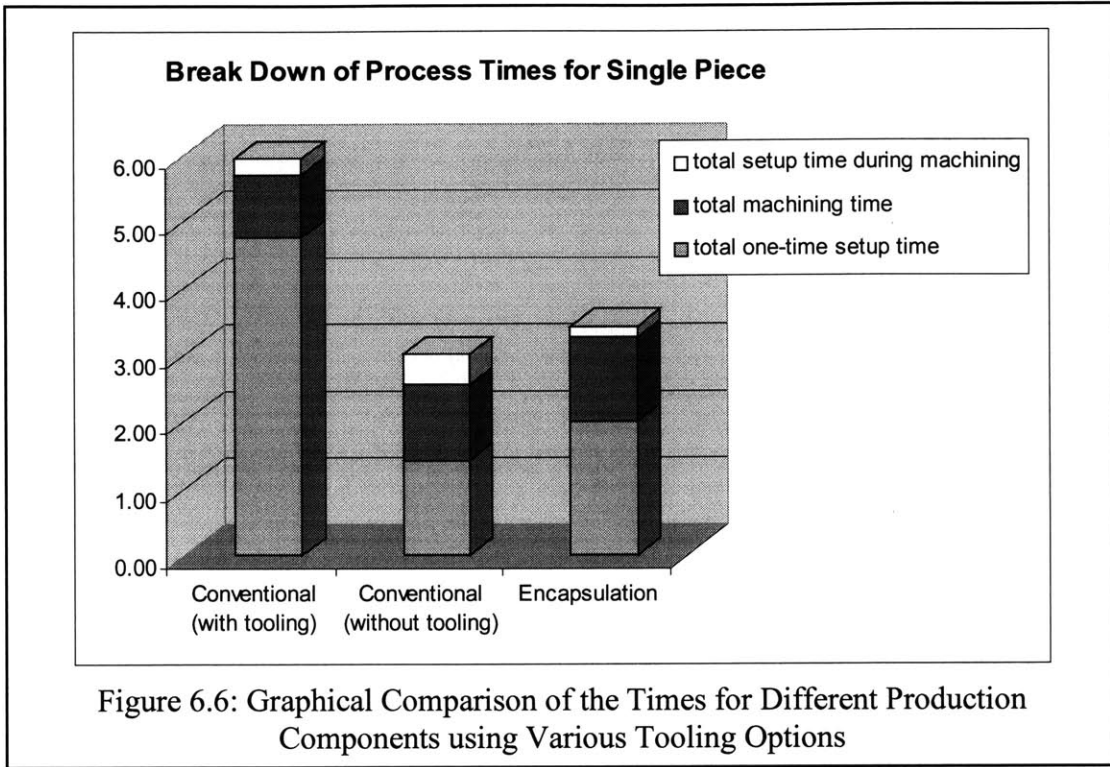 Break Down of Process Times for Single Piece
6.00
5.00
4.00
3.00
2.00
1.00
0.00
total setup time during machining
total machining time
total one-time setup time
Conventional
(with tooling)
Conventional
(without tooling)
Encapsulation
Figure 6.6: Graphical Comparison of the Times for Different Production
Components using Various Tooling Options